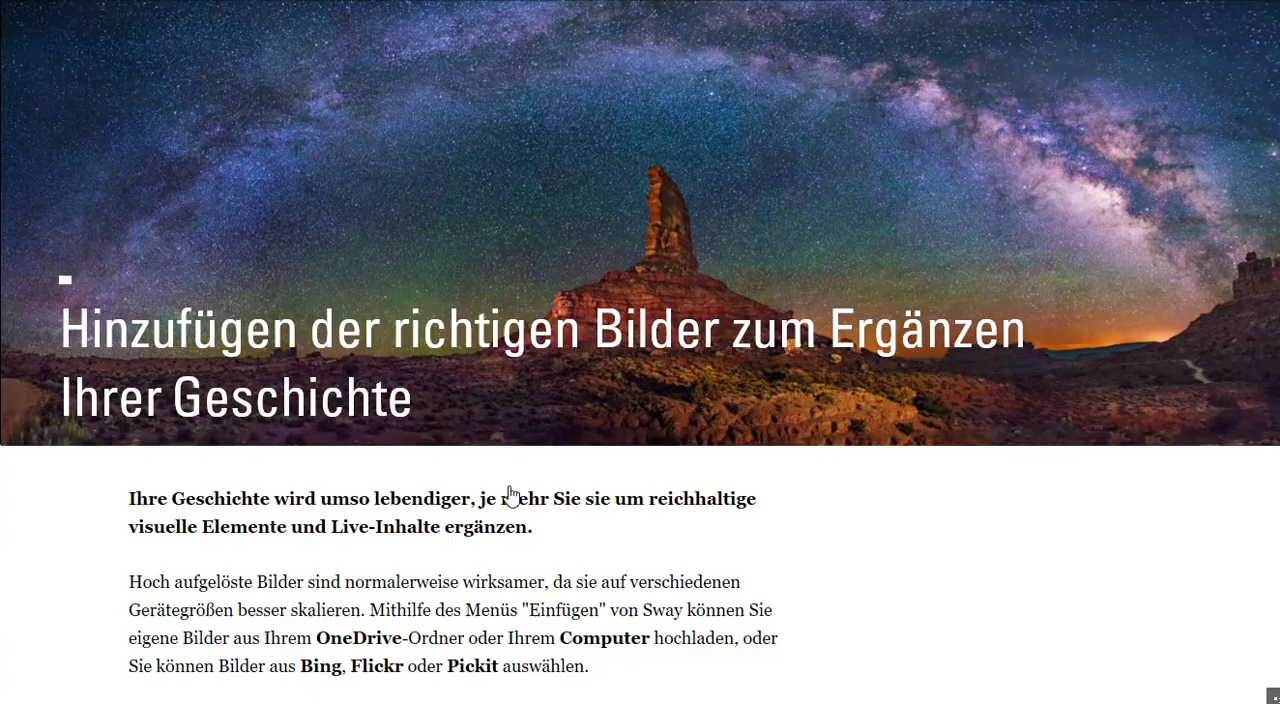 Hinzufügen der richtigen Bilder zum Ergänzen
Ihrer Geschichte
Ihre Geschichte wird umso lebendiger, je mehr Sie sie um reichhaltige
visuelle Elemente und Live-Inhalte ergänzen.
Hoch aufgelöste Bilder sind normalerweise wirksamer, da sie auf verschiedenen
Gerätegrößen besser skalieren. Mithilfe des Menüs "Einfügen" von Sway können Sie
eigene Bilder aus Ihrem OneDrive-Ordner oder Ihrem Computer hochladen, oder
Sie können Bilder aus Bing, Flickr oder Pickit auswählen.